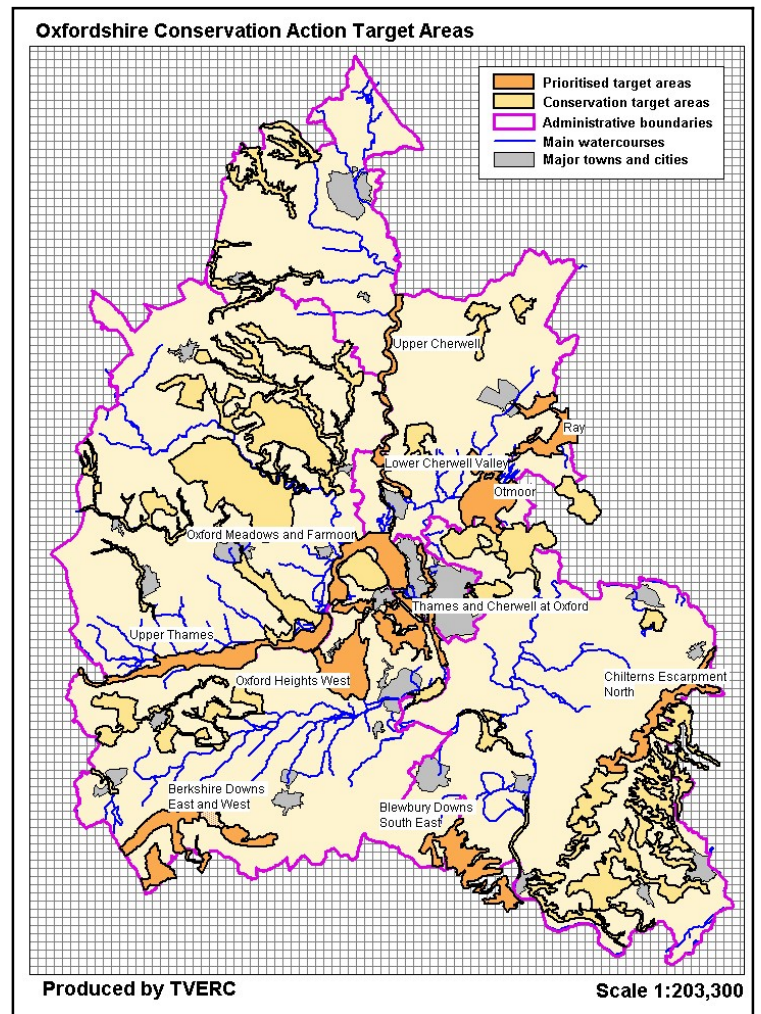 Oxfordshire Conservation Action Target Areas
Prioritised target areas
Conservation target areas
Administrative boundaries
Main watercourses
Major towns and cities
Upper Cherwell
Ray
Lower Cherwell Valley
Otmoor
Oxford Meadows and Farmoor
Thames and Cherwell at Oxford
Upper Thames
Oxford Heights West
Chilterns Escarpment
North
Berkshire Downs
East and West
Blewbury Downs
South East
Produced by TVERC
Scale 1:203,300